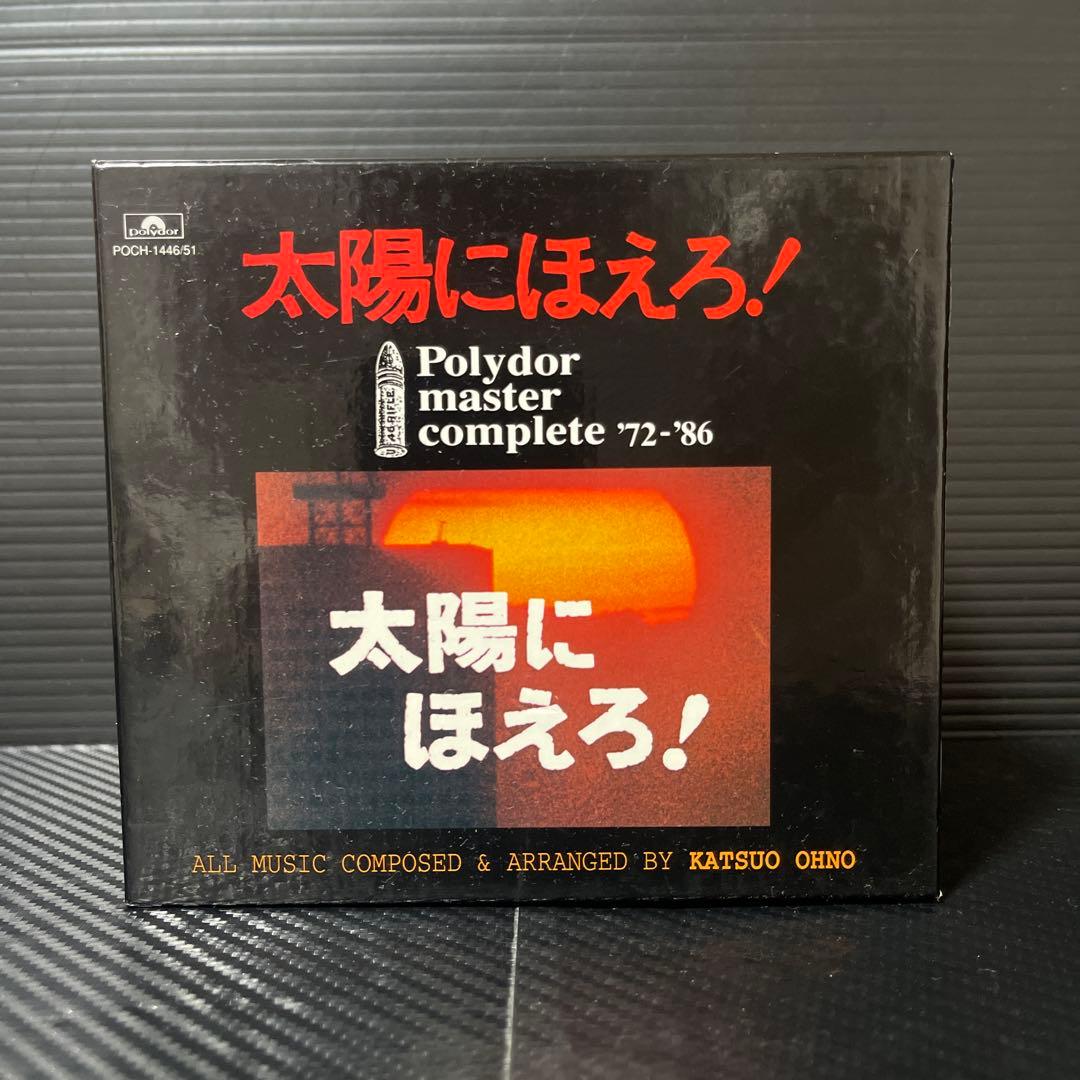 Polydor
POCH-1446/51
太陽にほえろ!
Polydor
master
complete '72-'86
太陽に
ほえろ!
ALL MUSIC COMPOSED & ARRANGED BY KATSUO OHNO